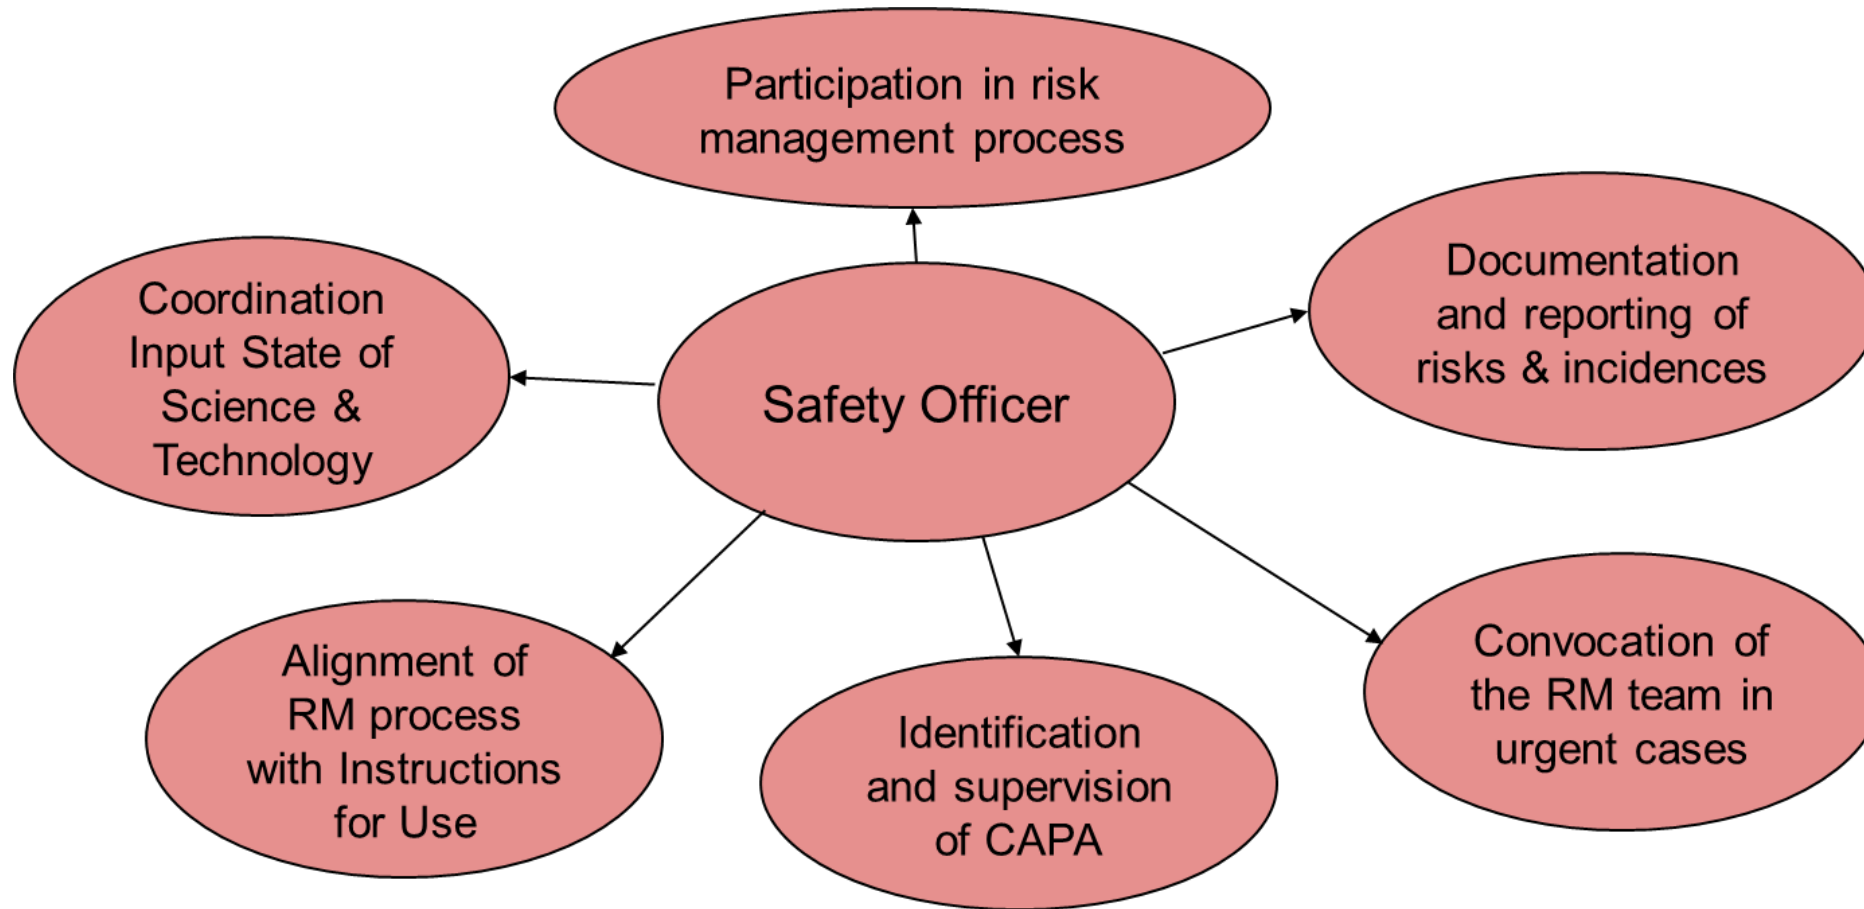 Participation in risk
management process
Documentation
and reporting of
risks & incidences
Coordination
Input State of
Science &
Technology
Safety Officer
Convocation of
the RM team in
urgent cases
Alignment of
RM process
with Instructions
for Use
Identification
and supervision
of CAPA